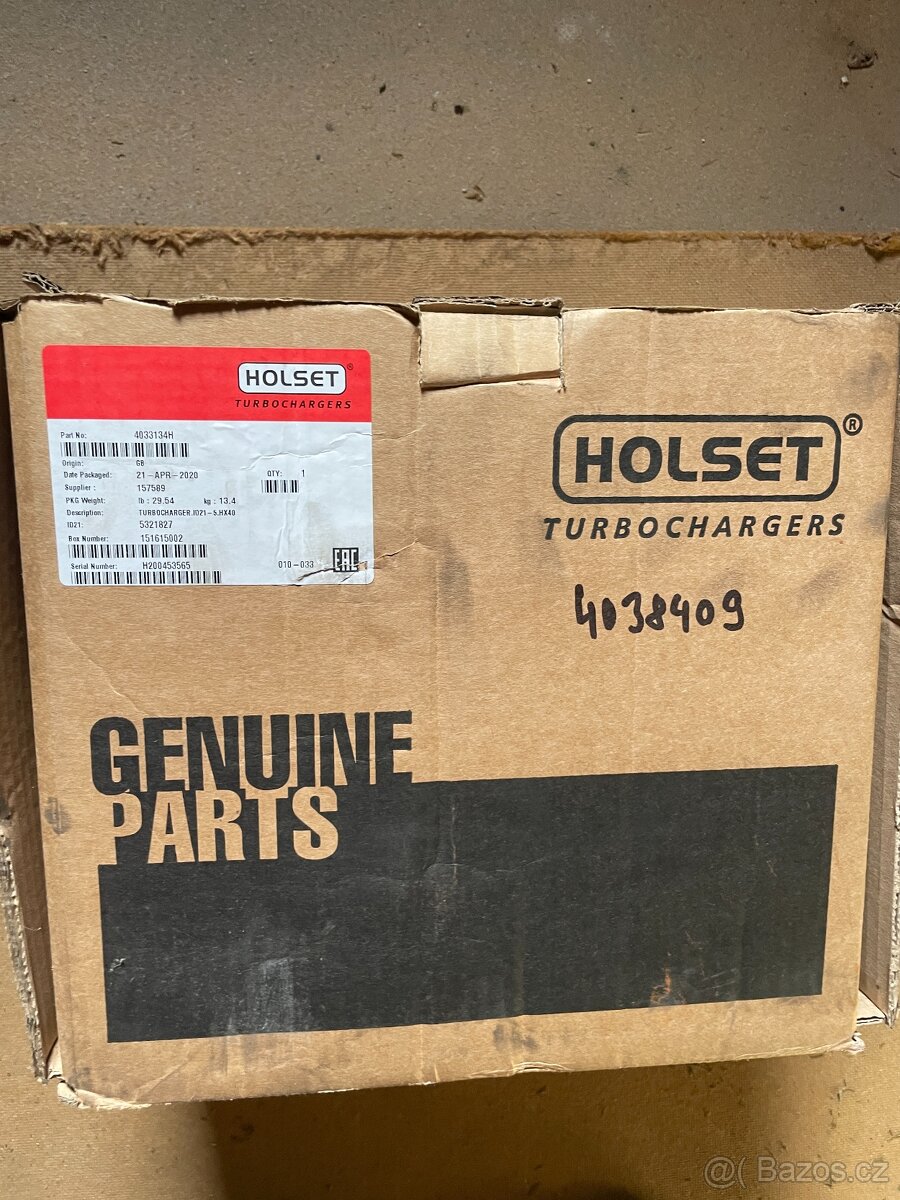 HOLSET®
TURBOCHARGERS
Part No: 4033134H
Origin: GB
Date Packaged: 21-APR-2020 QTY: 1
Supplier: 157589
PKG Weight: lb: 29.54 kg: 13.4
Description: TURBOCHARGER,IO21-5,HX40
IO21: 5321827
Box Number: 151615002
Serial Number: H200453565 010-033 EAC
HOLSET®
TURBOCHARGERS
4038409
GENUINE
PARTS
@( Bazos.cz